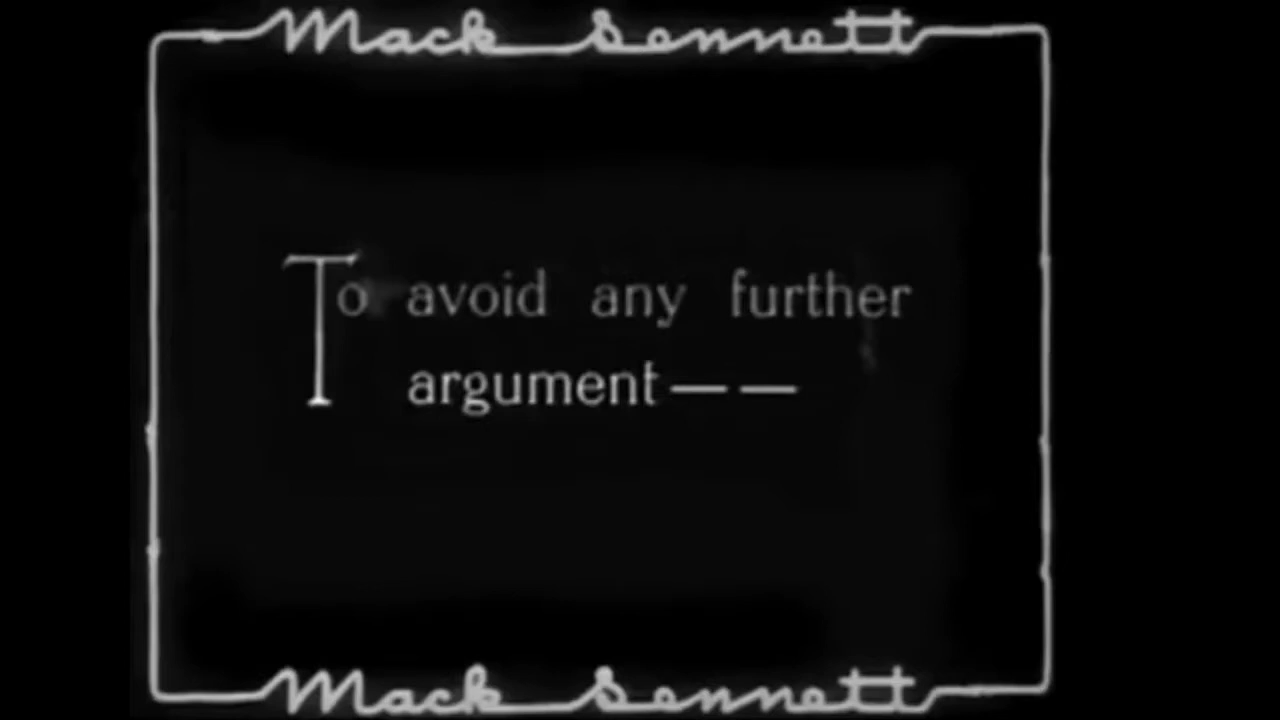 Mack Sennett
To avoid any further
argument — —
Mack Sennett